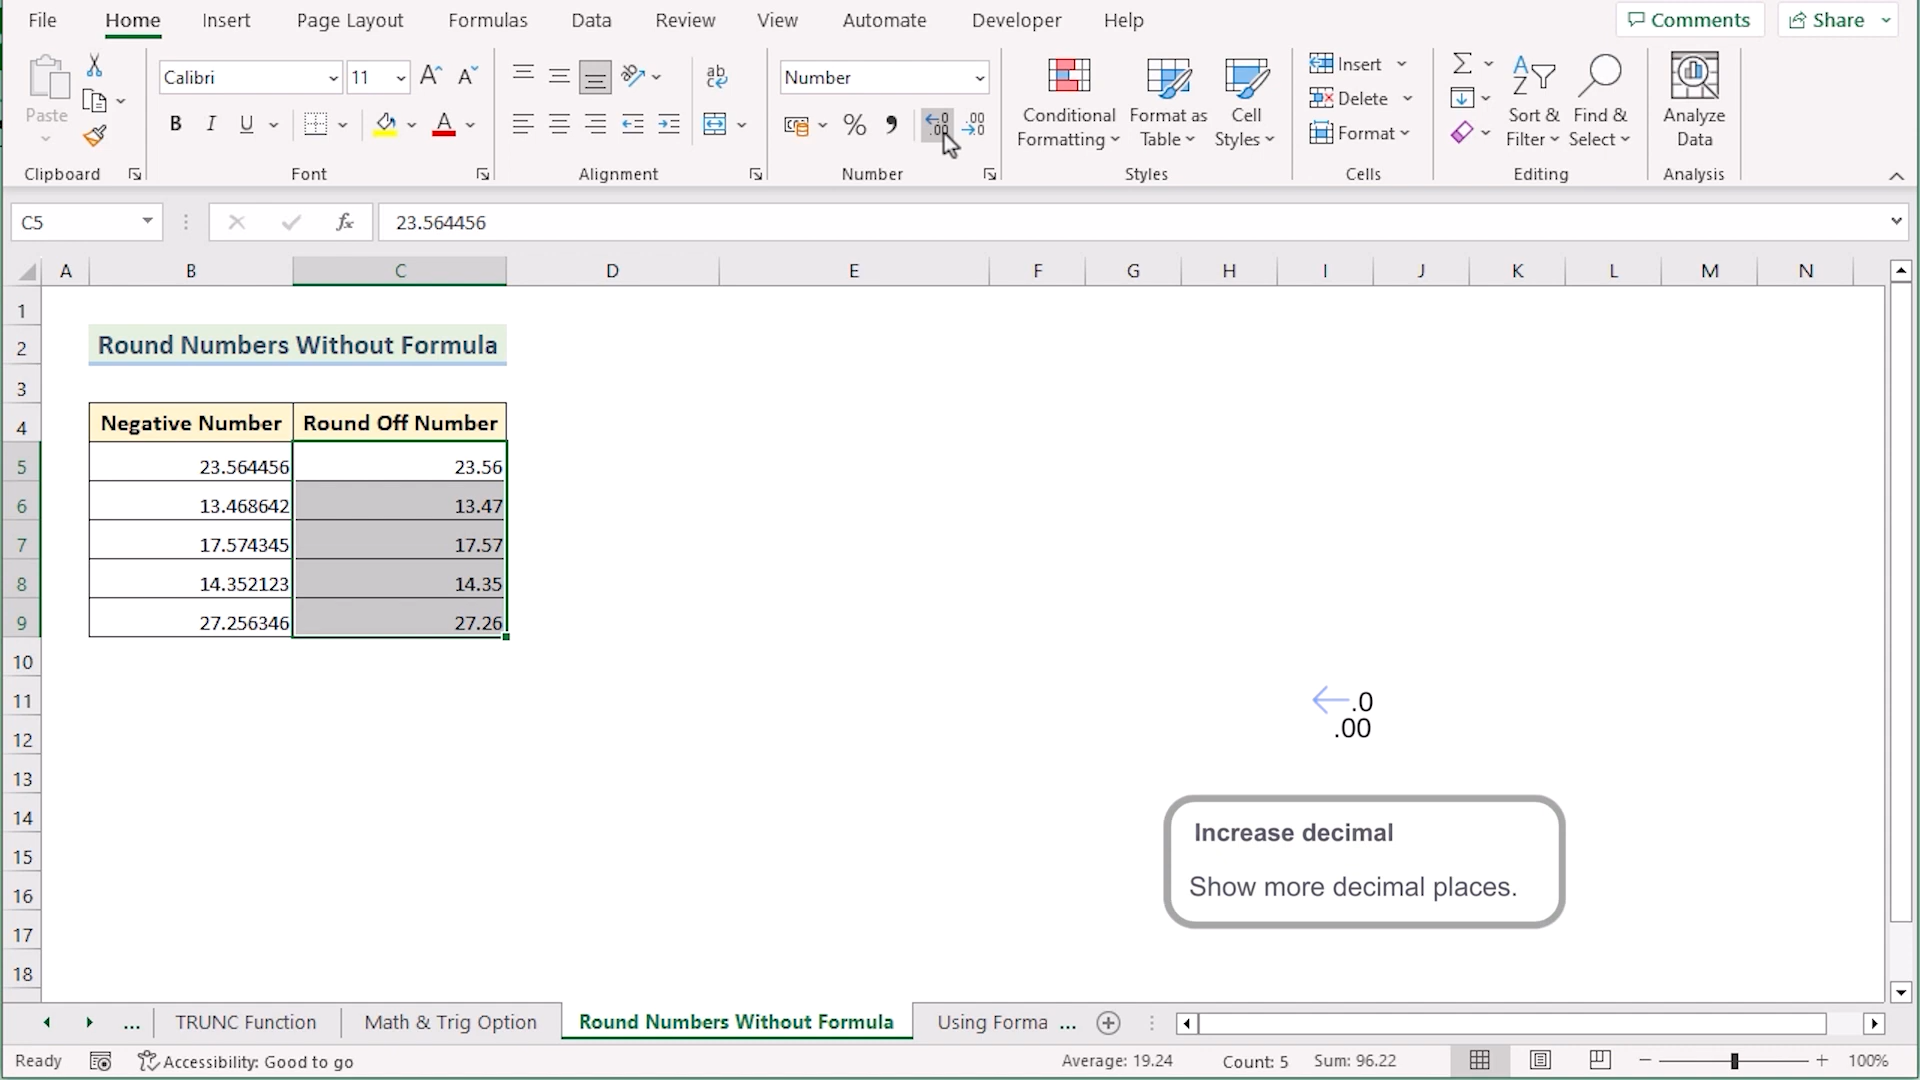 File Home Insert Page Layout Formulas Data Review View Automate Developer Help Comments Share
Paste Calibri 11 A A ab Number Conditional Formatting Format as Table Cell Styles Insert Delete Format Sort & Filter Find & Select Analyze Data
B I U A % , .00 .00
Clipboard Font Alignment Number Styles Cells Editing Analysis
C5 fx 23.564456
A B C D E F G H I J K L M N
1
2 Round Numbers Without Formula
3
4 Negative Number Round Off Number
5 23.564456 23.56
6 13.468642 13.47
7 17.574345 17.57
8 14.352123 14.35
9 27.256346 27.26
10
11 .0
12 .00
13
14 Increase decimal
15
16 Show more decimal places.
17
18
... TRUNC Function Math & Trig Option Round Numbers Without Formula Using Forma ...
Ready Accessibility: Good to go Average: 19.24 Count: 5 Sum: 96.22 100%